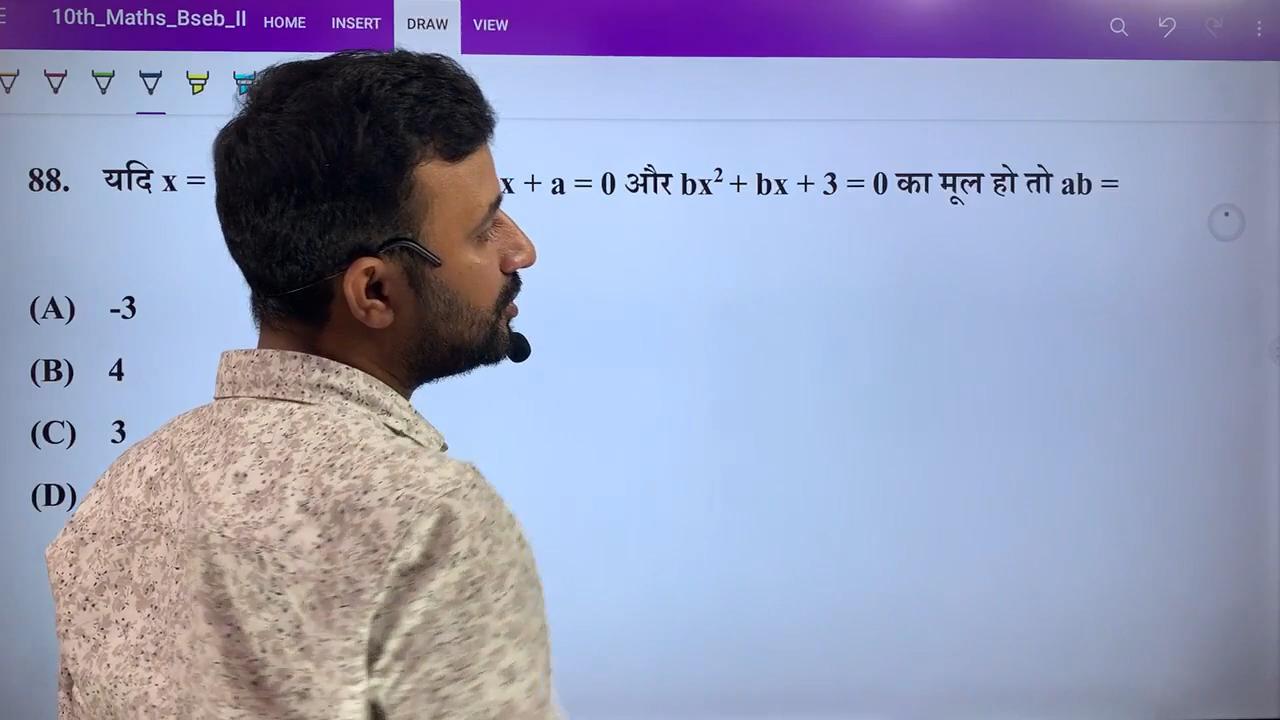 10th_Maths_Bseb_II HOME INSERT DRAW VIEW
88. यदि x = x + a = 0 और bx² + bx + 3 = 0 का मूल हो तो ab =
(A) -3
(B) 4
(C) 3
(D)